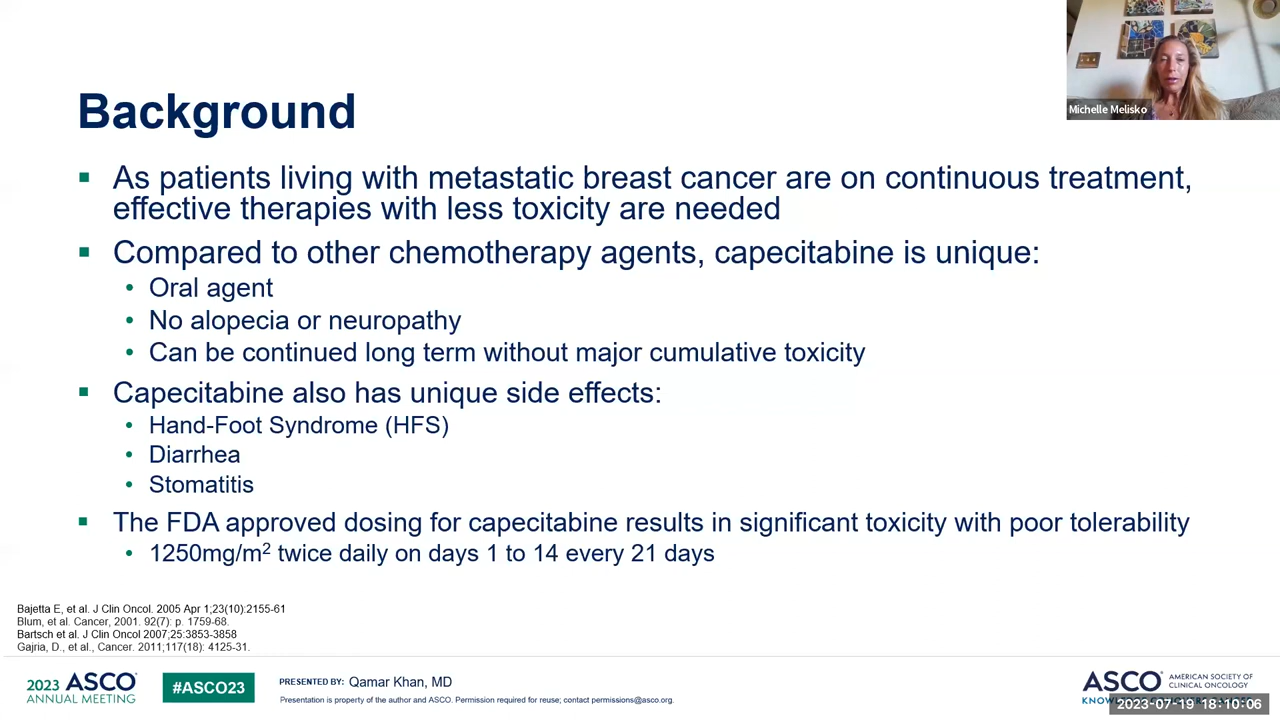 Michelle Melisko
Background
▪ As patients living with metastatic breast cancer are on continuous treatment,
effective therapies with less toxicity are needed
▪ Compared to other chemotherapy agents, capecitabine is unique:
• Oral agent
• No alopecia or neuropathy
• Can be continued long term without major cumulative toxicity
▪ Capecitabine also has unique side effects:
• Hand-Foot Syndrome (HFS)
• Diarrhea
• Stomatitis
▪ The FDA approved dosing for capecitabine results in significant toxicity with poor tolerability
• 1250mg/m² twice daily on days 1 to 14 every 21 days
Bajetta E, et al. J Clin Oncol. 2005 Apr 1;23(10):2155-61
Blum, et al. Cancer, 2001. 92(7): p. 1759-68.
Bartsch et al. J Clin Oncol 2007;25:3853-3858
Gajria, D., et al., Cancer. 2011;117(18): 4125-31.
2023 ASCO®
ANNUAL MEETING
#ASCO23
PRESENTED BY: Qamar Khan, MD
Presentation is property of the author and ASCO. Permission required for reuse; contact permissions@asco.org.
ASCO® AMERICAN SOCIETY OF
CLINICAL ONCOLOGY
2023-07-19 18:10:06